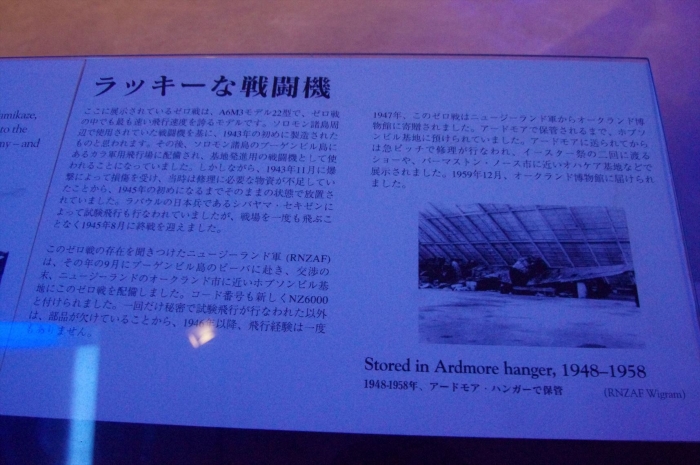 mikaze,
to the
ny – and
ラッキーな戦闘機
ここに展示されているゼロ戦は、A6M3モデル22型で、ゼロ戦
の中でも最も速い飛行速度を誇るモデルです。ソロモン諸島周
辺で使用されていた戦闘機を基に、1943年の初めに製造された
ものと思われます。その後、ソロモン諸島のブーゲンビル島に
あるカラ軍用飛行場に配備され、基地発進用の戦闘機として使
われることになっていました。しかしながら、1943年11月に爆
撃によって損傷を受け、当時は修理に必要な物資が不足してい
たことから、1945年の初めになるまでそのままの状態で放置さ
れていました。ラバウルの日本兵であるシバヤマ・セキゼンに
よって試験飛行も行なわれていましたが、戦場を一度も飛ぶこ
となく1945年8月に終戦を迎えました。
このゼロ戦の存在を聞きつけたニュージーランド軍 (RNZAF)
は、その年の9月にブーゲンビル島のピーバに赴き、交渉の
末、ニュージーランドのオークランド市に近いホブソンビル基
地にこのゼロ戦を配備しました。コード番号も新しくNZ6000
と付けられました。一回だけ秘密で試験飛行が行なわれた以外
は、部品が欠けていることから、1946年以降、飛行経験は一度
もありません。
1947年、このゼロ戦はニュージーランド軍からオークランド博
物館に寄贈されました。アードモアで保管されるまで、ホブソ
ンビル基地に預けられていました。アードモアに送られてから
は急ピッチで修理が行なわれ、イースター祭の二回に渡る
ショーや、パーマストン・ノース市に近いオハケア基地などで
展示されました。1959年12月、オークランド博物館に届けられ
ました。
Stored in Ardmore hanger, 1948–1958
1948-1958年、アードモア・ハンガーで保管
(RNZAF Wigram)